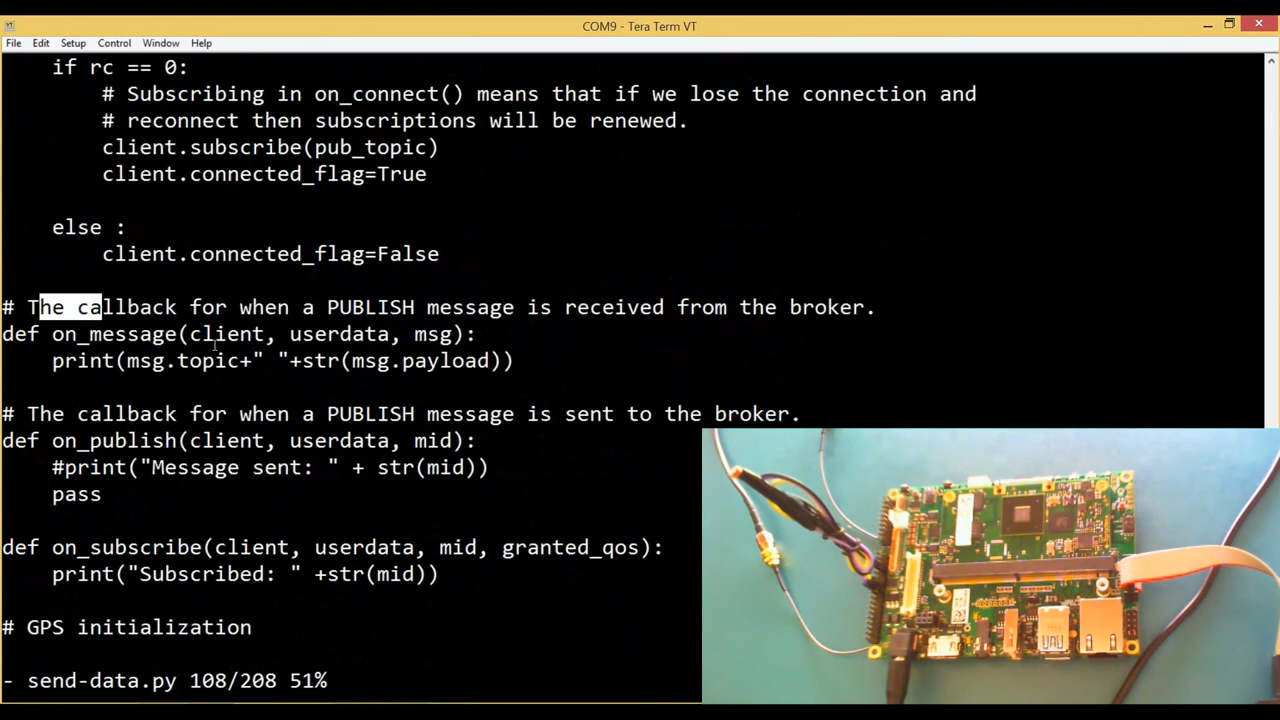 COM9 - Tera Term VT
File Edit Setup Control Window Help
if rc == 0:
# Subscribing in on_connect() means that if we lose the connection and
# reconnect then subscriptions will be renewed.
client.subscribe(pub_topic)
client.connected_flag=True
else :
client.connected_flag=False
# The callback for when a PUBLISH message is received from the broker.
def on_message(client, userdata, msg):
print(msg.topic+" "+str(msg.payload))
# The callback for when a PUBLISH message is sent to the broker.
def on_publish(client, userdata, mid):
#print("Message sent: " + str(mid))
pass
def on_subscribe(client, userdata, mid, granted_qos):
print("Subscribed: " +str(mid))
# GPS initialization
- send-data.py 108/208 51%